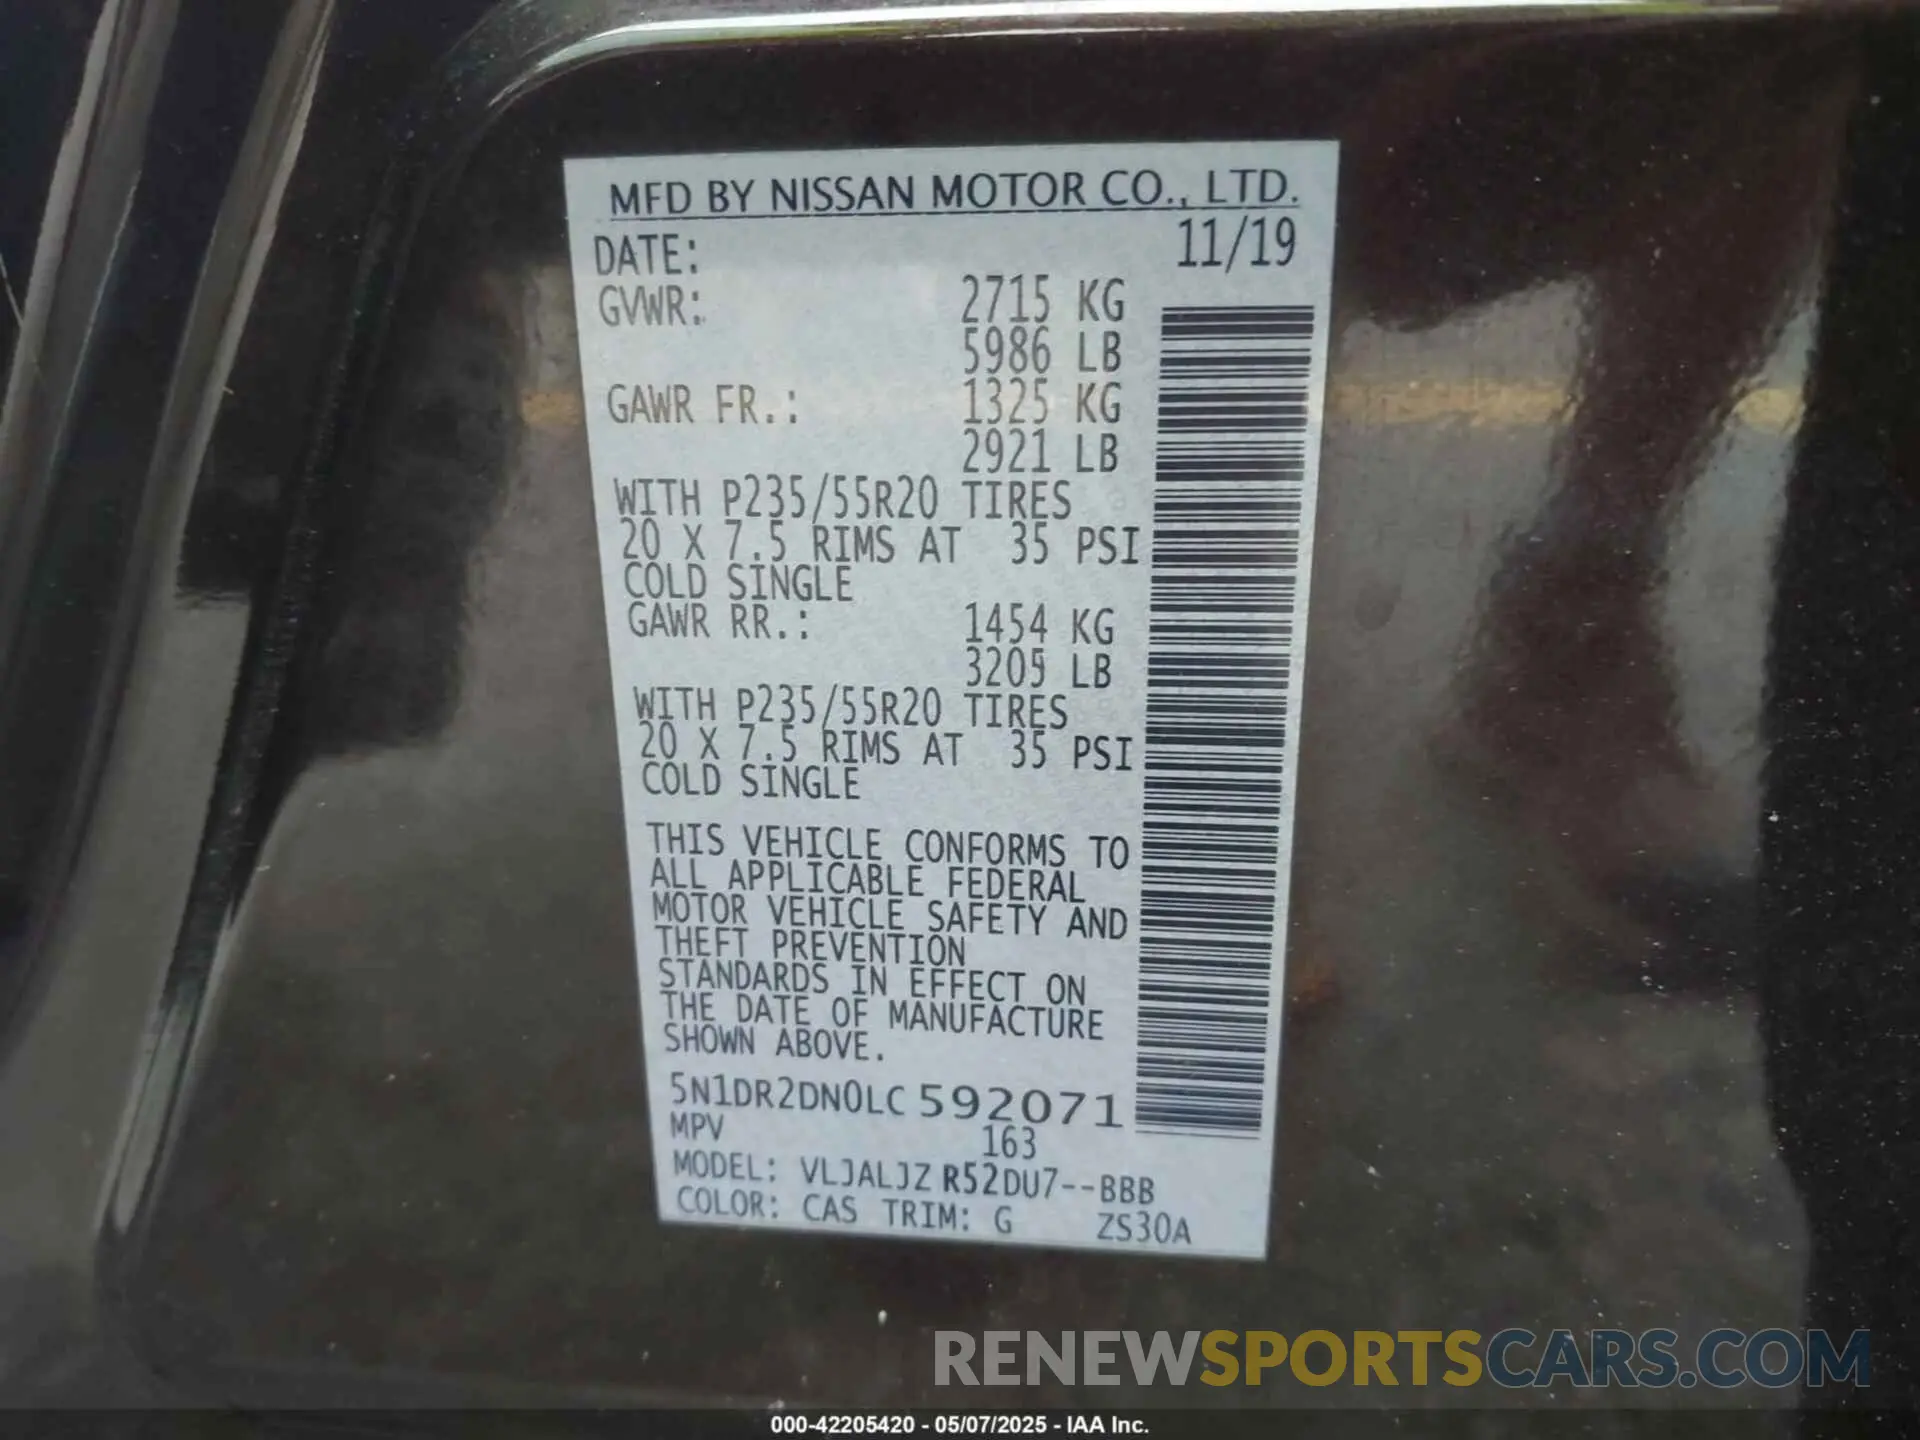 MFD BY NISSAN MOTOR CO., LTD.
DATE: 11/19
GVWR: 2715 KG
5986 LB
GAWR FR.: 1325 KG
2921 LB
WITH P235/55R20 TIRES
20 X 7.5 RIMS AT 35 PSI
COLD SINGLE
GAWR RR.: 1454 KG
3205 LB
WITH P235/55R20 TIRES
20 X 7.5 RIMS AT 35 PSI
COLD SINGLE
THIS VEHICLE CONFORMS TO
ALL APPLICABLE FEDERAL
MOTOR VEHICLE SAFETY AND
THEFT PREVENTION
STANDARDS IN EFFECT ON
THE DATE OF MANUFACTURE
SHOWN ABOVE.
5N1DR2DN0LC 592071
MPV 163
MODEL: VLJALJZ R52DU7--BBB
COLOR: CAS TRIM: G ZS30A
RENEWSPORTSCARS.COM
000-42205420 - 05/07/2025 - IAA Inc.